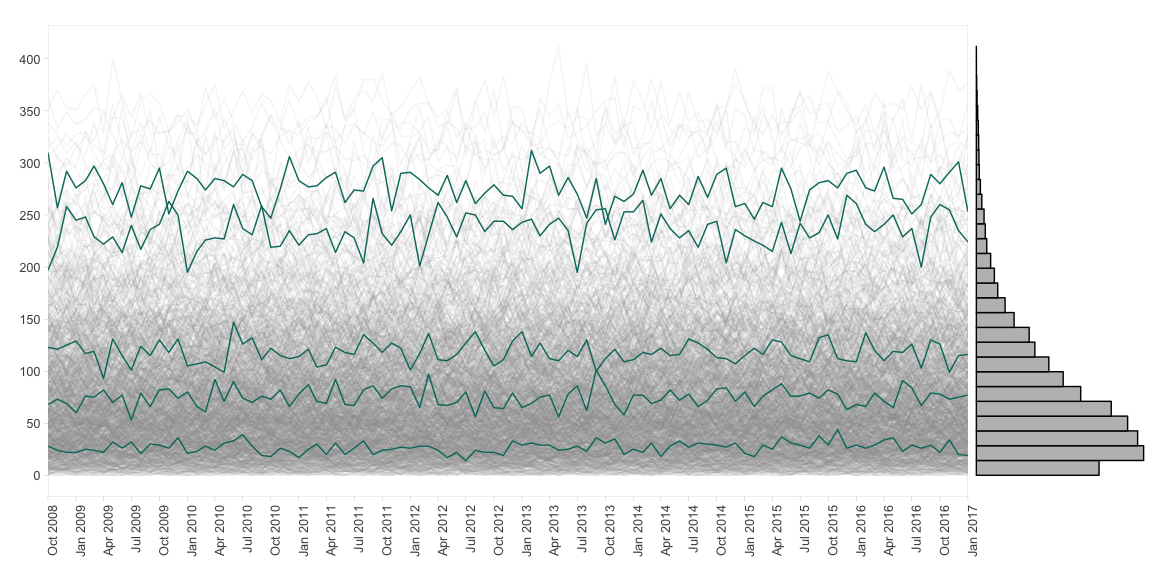 400
350
300
250
200
150
100
50
0
Oct 2008
Jan 2009
Apr 2009
Jul 2009
Oct 2009
Jan 2010
Apr 2010
Jul 2010
Oct 2010
Jan 2011
Apr 2011
Jul 2011
Oct 2011
Jan 2012
Apr 2012
Jul 2012
Oct 2012
Jan 2013
Apr 2013
Jul 2013
Oct 2013
Jan 2014
Apr 2014
Jul 2014
Oct 2014
Jan 2015
Apr 2015
Jul 2015
Oct 2015
Jan 2016
Apr 2016
Jul 2016
Oct 2016
Jan 2017